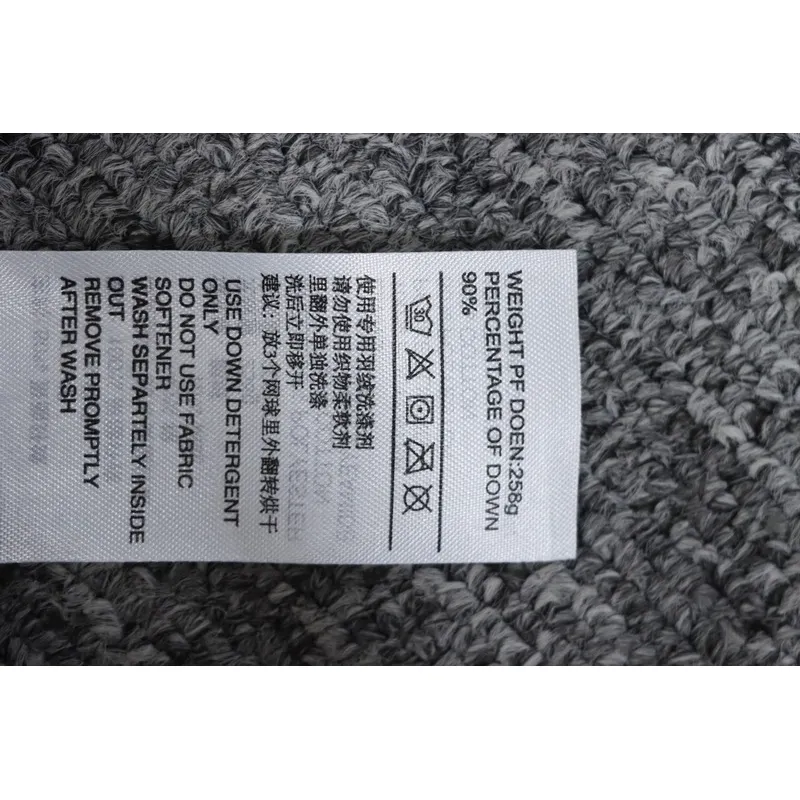 WEIGHT PF DOEN:258g
PERCENTAGE OF DOWN
90%
使用专用羽绒洗涤剂
请勿使用织物柔软剂
里翻外单独洗涤
洗后立即移开
建议：放3个网球里外翻转烘干
USE DOWN DETERGENT
ONLY
DO NOT USE FABRIC
SOFTENER
WASH SEPARATELY INSIDE
OUT
REMOVE PROMPTLY
AFTER WASH